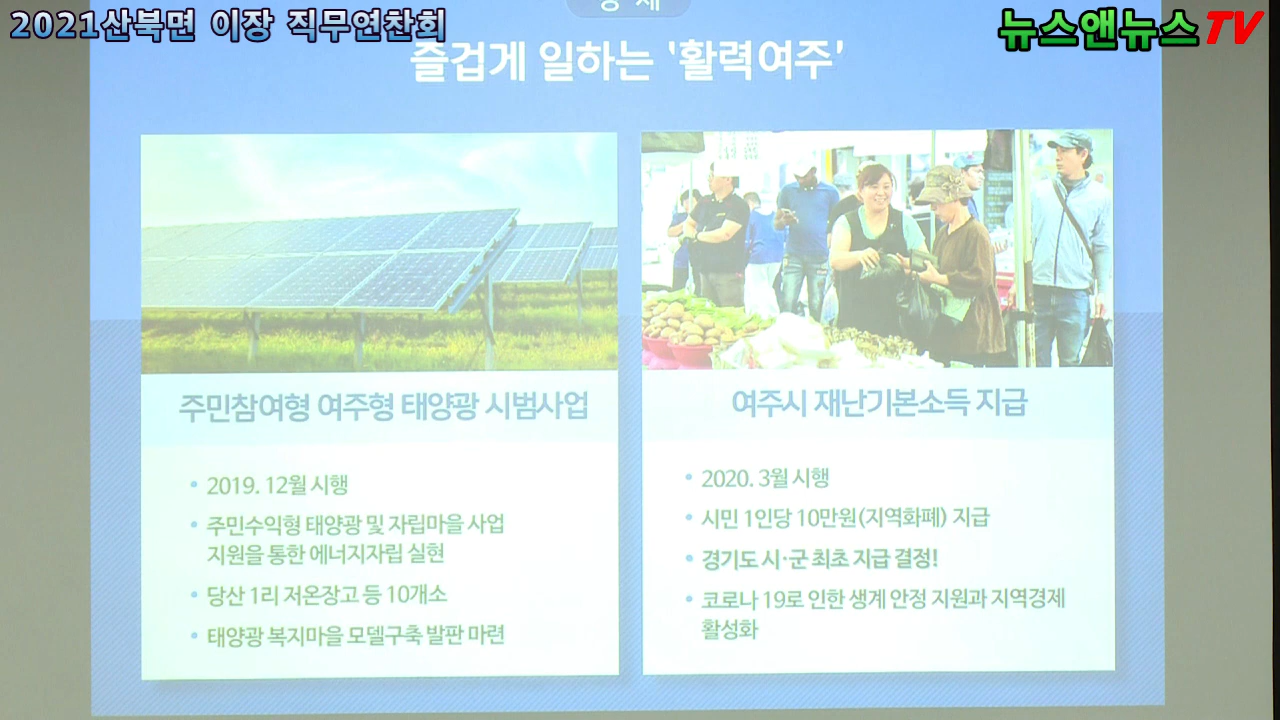 2021산북면 이장 직무연찬회
뉴스앤뉴스TV
경제
즐겁게 일하는 '활력여주'
주민참여형 여주형 태양광 시범사업
• 2019. 12월 시행
• 주민수익형 태양광 및 자립마을 사업
지원을 통한 에너지자립 실현
• 당산 1리 저온장고 등 10개소
• 태양광 복지마을 모델구축 발판 마련
여주시 재난기본소득 지급
• 2020. 3월 시행
• 시민 1인당 10만원(지역화폐) 지급
• 경기도 시·군 최초 지급 결정!
• 코로나 19로 인한 생계 안정 지원과 지역경제
활성화